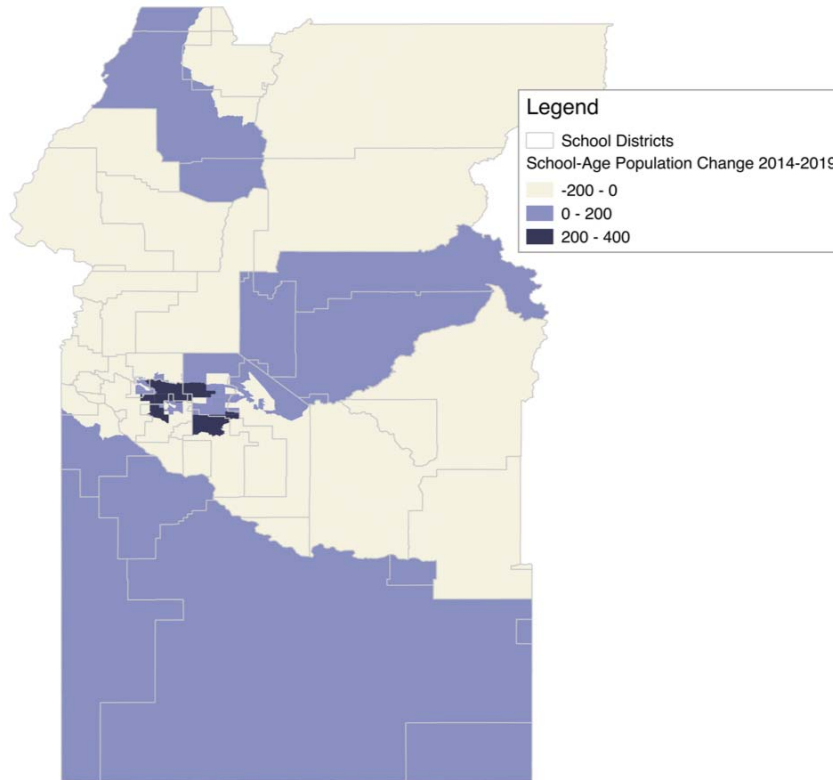 Legend
School Districts
School-Age Population Change 2014-2019
-200 - 0
0 - 200
200 - 400